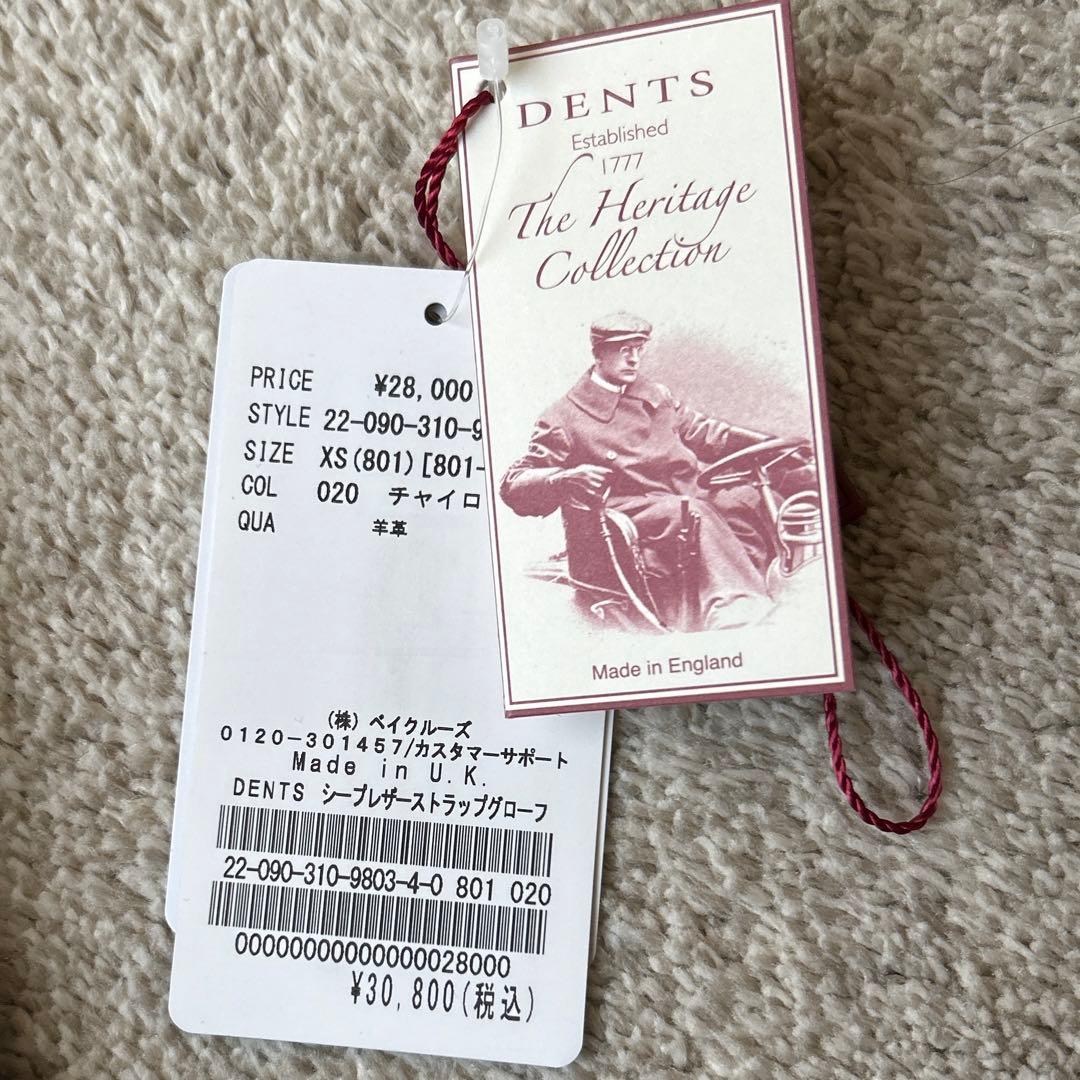 DENTS
Established
1777
The Heritage
Collection
Made in England
PRICE ¥28,000
STYLE 22-090-310-9
SIZE XS(801)[801-
COL 020 チャイロ
QUA 羊革
(株) ベイクルーズ
0120-301457/カスタマーサポート
Made in U.K.
DENTS シープレザーストラップグローフ
22-090-310-9803-4-0 801 020
0000000000000028000
¥30,800(税込)